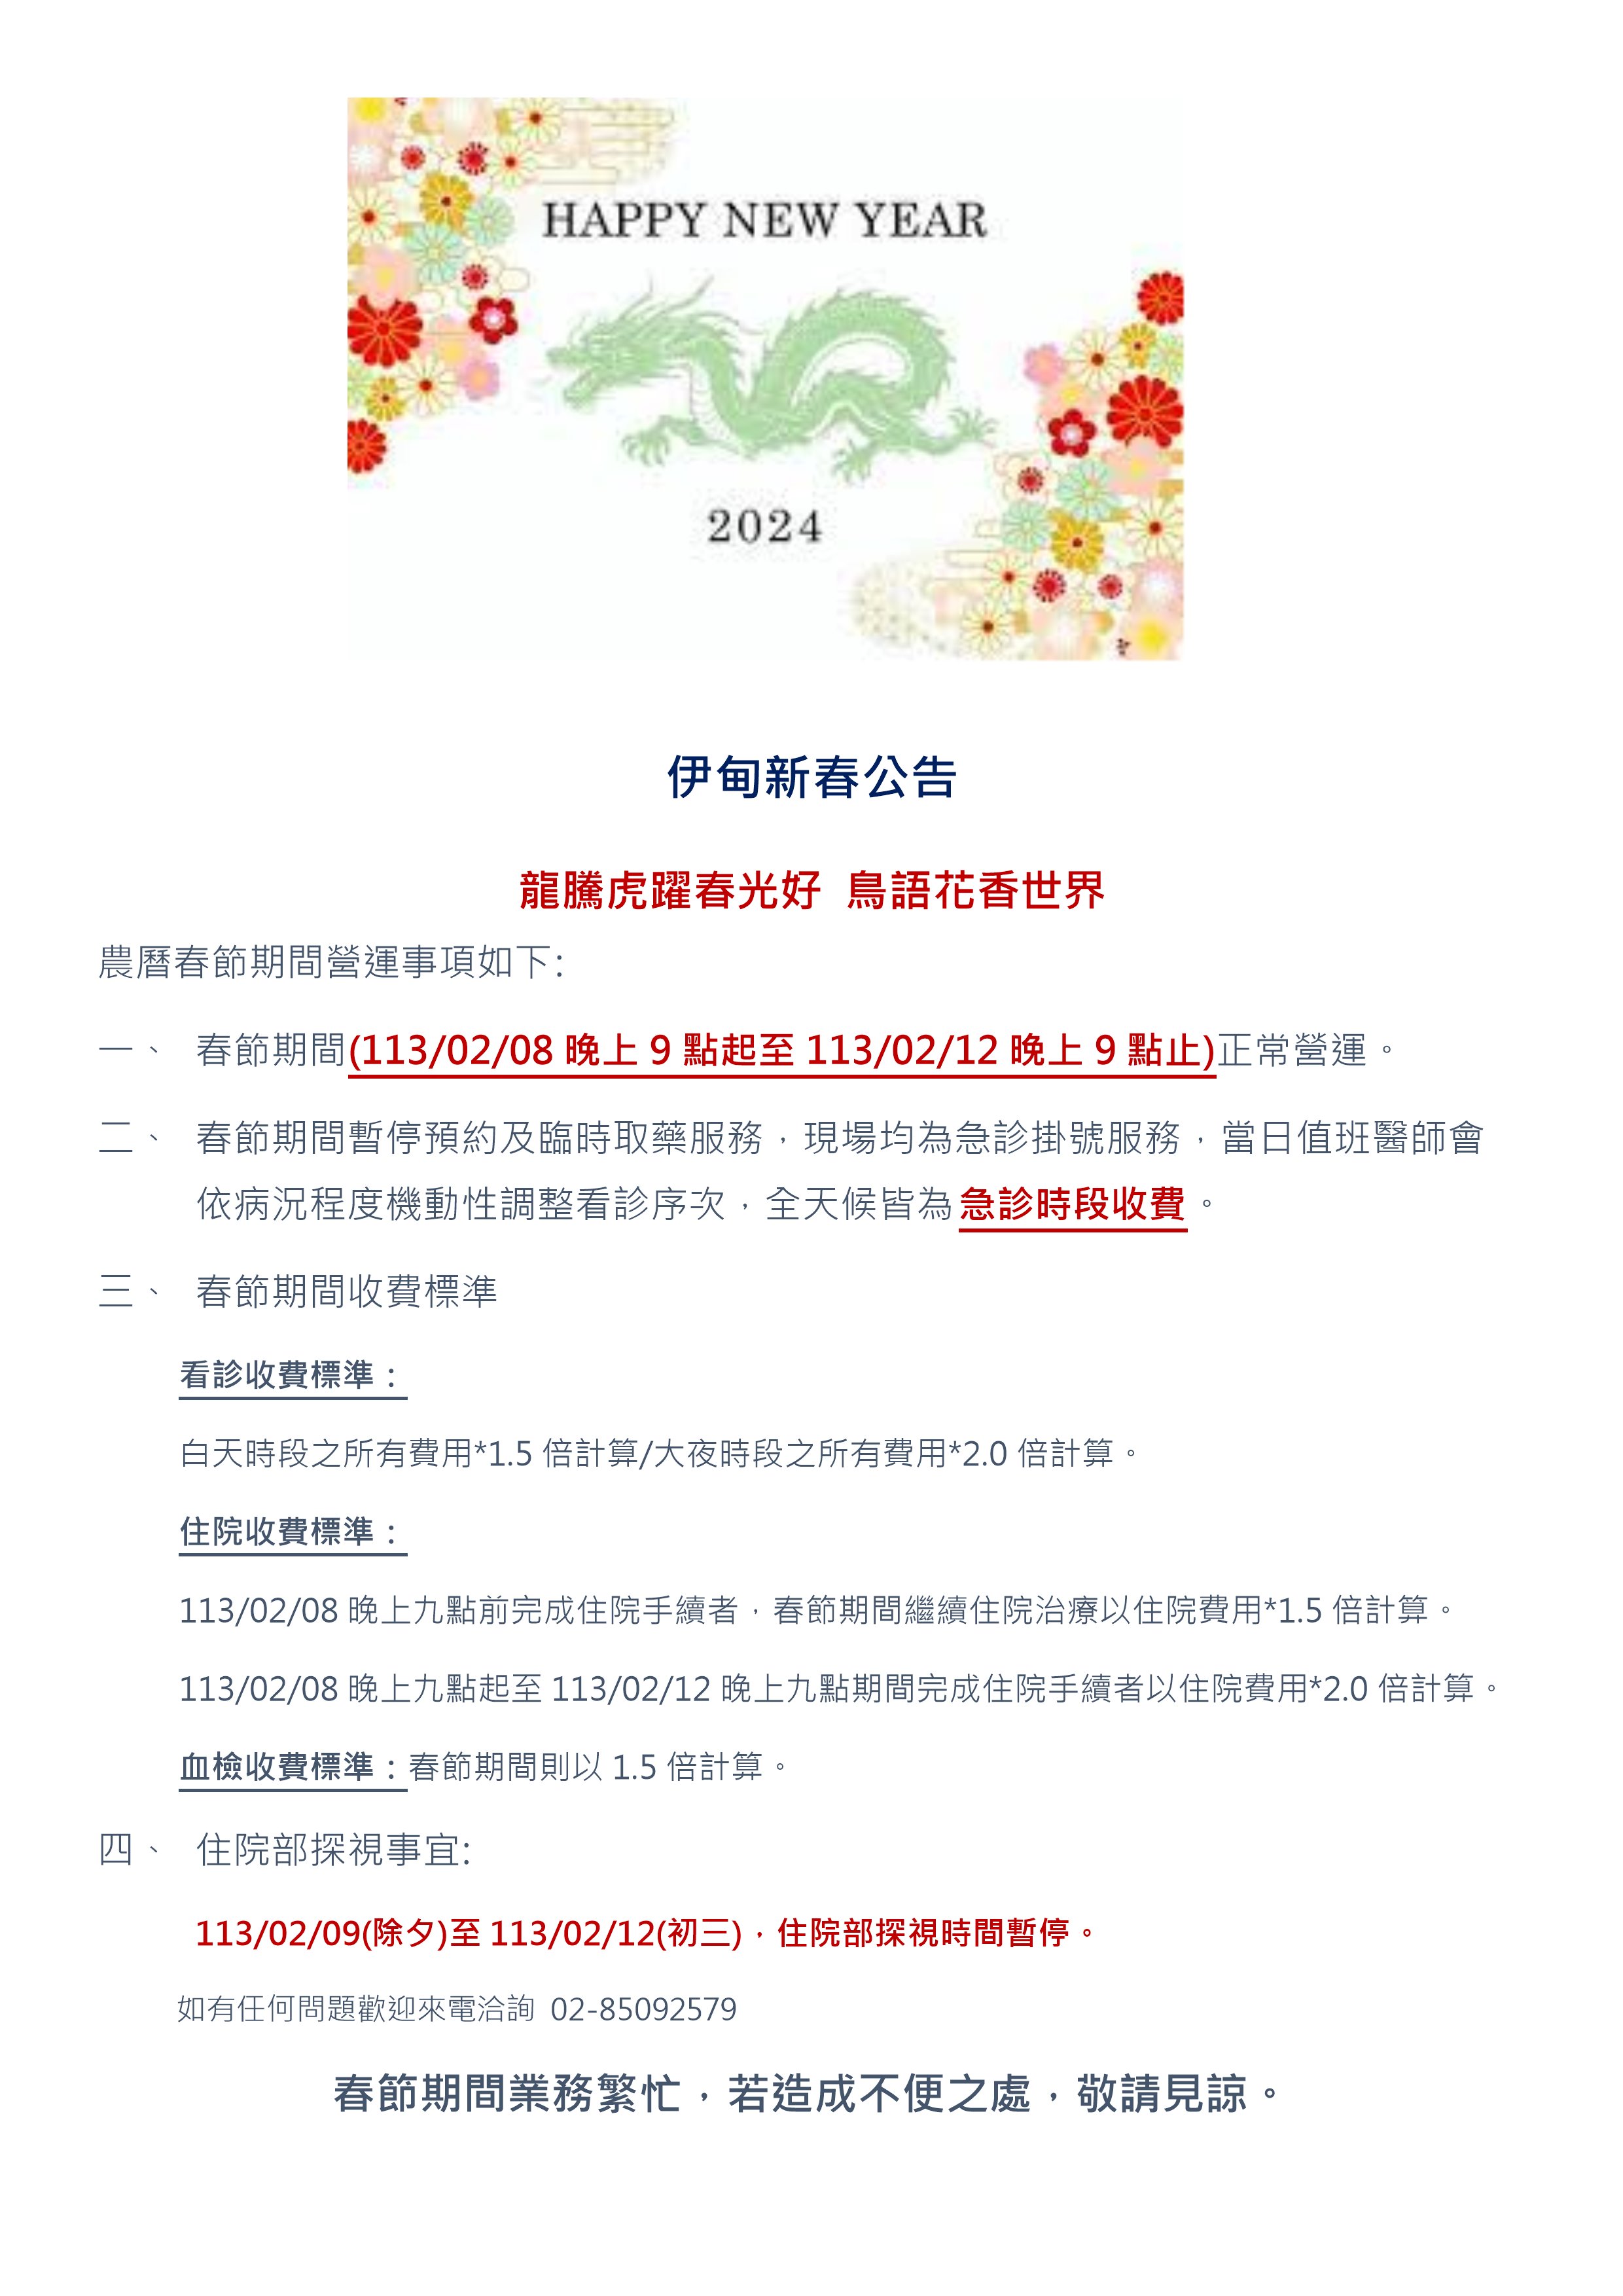 HAPPY NEW YEAR
2024
伊甸新春公告
龍騰虎躍春光好 鳥語花香世界
農曆春節期間營運事項如下:
一、 春節期間(113/02/08 晚上 9 點起至 113/02/12 晚上 9 點止)正常營運。
二、 春節期間暫停預約及臨時取藥服務，現場均為急診掛號服務，當日值班醫師會
依病況程度機動性調整看診序次，全天候皆為急診時段收費。
三、 春節期間收費標準
看診收費標準：
白天時段之所有費用*1.5 倍計算/大夜時段之所有費用*2.0 倍計算。
住院收費標準：
113/02/08 晚上九點前完成住院手續者，春節期間繼續住院治療以住院費用*1.5 倍計算。
113/02/08 晚上九點起至 113/02/12 晚上九點期間完成住院手續者以住院費用*2.0 倍計算。
血檢收費標準：春節期間則以 1.5 倍計算。
四、 住院部探視事宜:
113/02/09(除夕)至 113/02/12(初三)，住院部探視時間暫停。
如有任何問題歡迎來電洽詢 02-85092579
春節期間業務繁忙，若造成不便之處，敬請見諒。